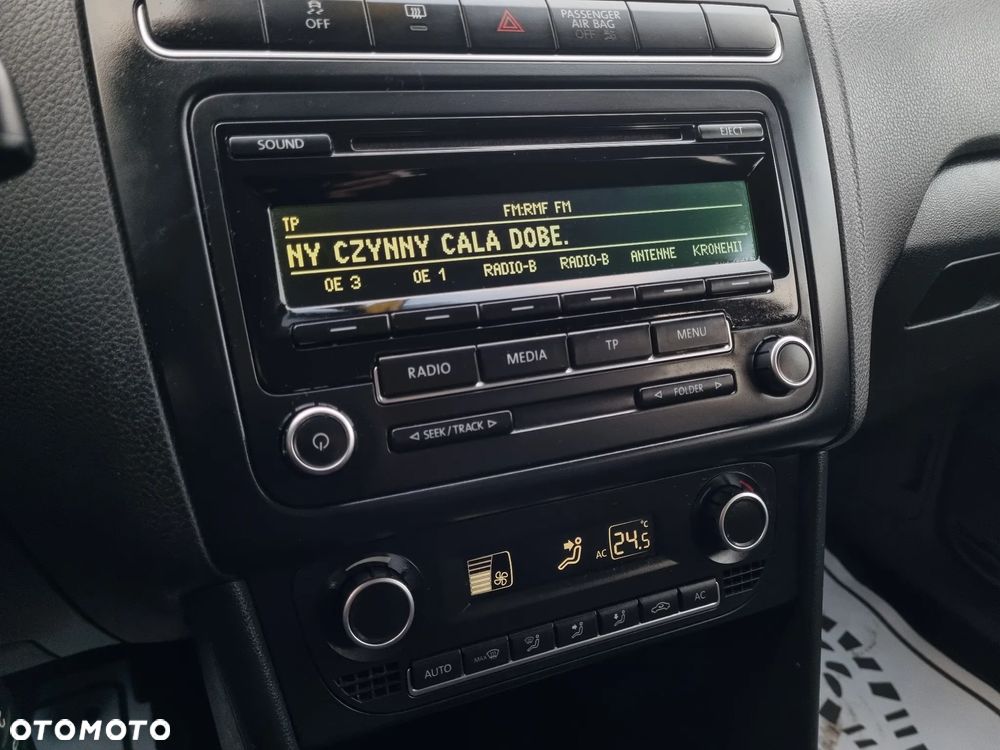 OFF
PASSENGER
AIR BAG
OFF
SOUND
EJECT
FM:RMF FM
TP
NY CZYNNY CALA DOBE.
OE 3 OE 1 RADIO-B RADIO-B ANTENNE KRONEHIT
RADIO MEDIA TP MENU
◁ SEEK/TRACK ▷ ◁ FOLDER ▷
AC 24.5 °C
AUTO MAX AC
OTOMOTO